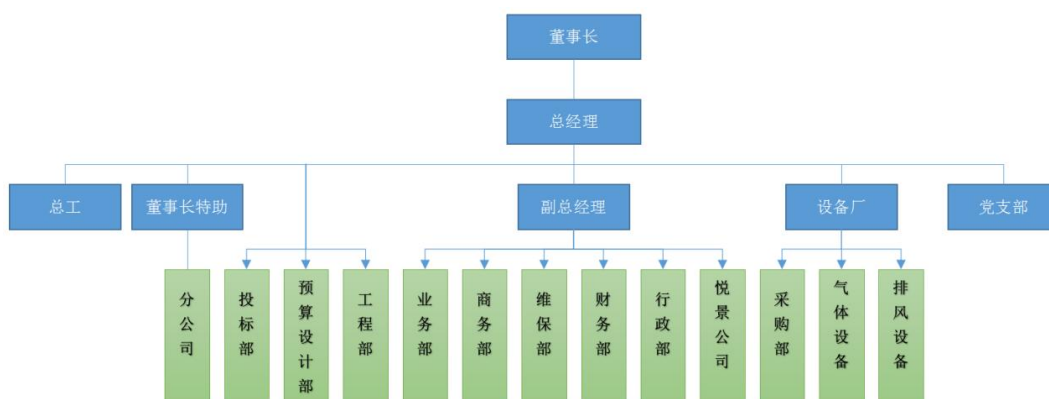 董事长
总经理
总工
董事长特助
副总经理
设备厂
党支部
分公司
投标部
预算设计部
工程部
业务部
商务部
维保部
财务部
行政部
悦景公司
采购部
气体设备
排风设备